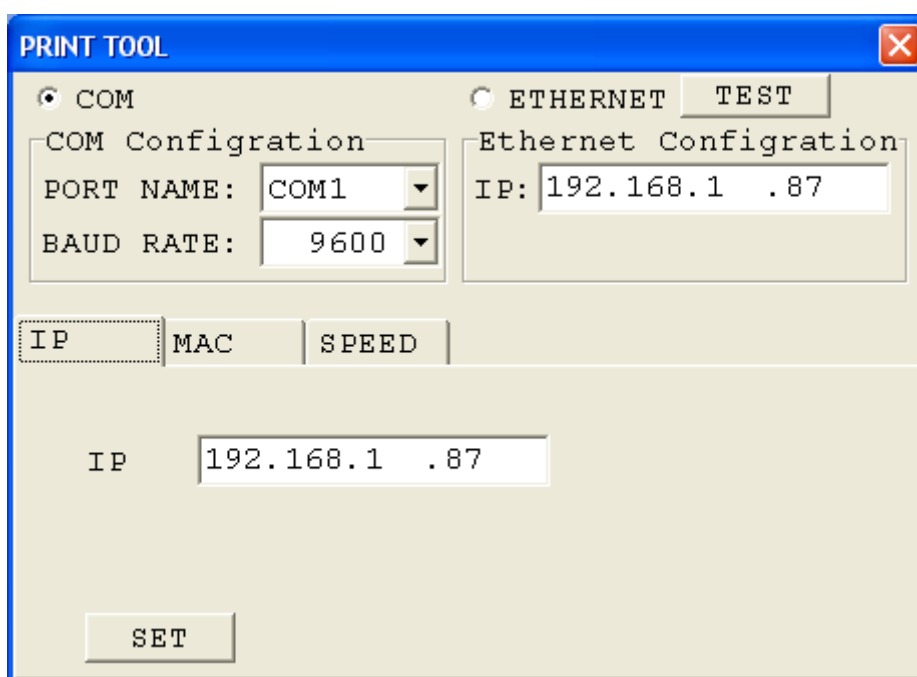 PRINT TOOL
COM
ETHERNET TEST
COM Configration
Ethernet Configration
PORT NAME: COM1
IP: 192.168.1 .87
BAUD RATE: 9600
IP MAC SPEED
IP 192.168.1 .87
SET